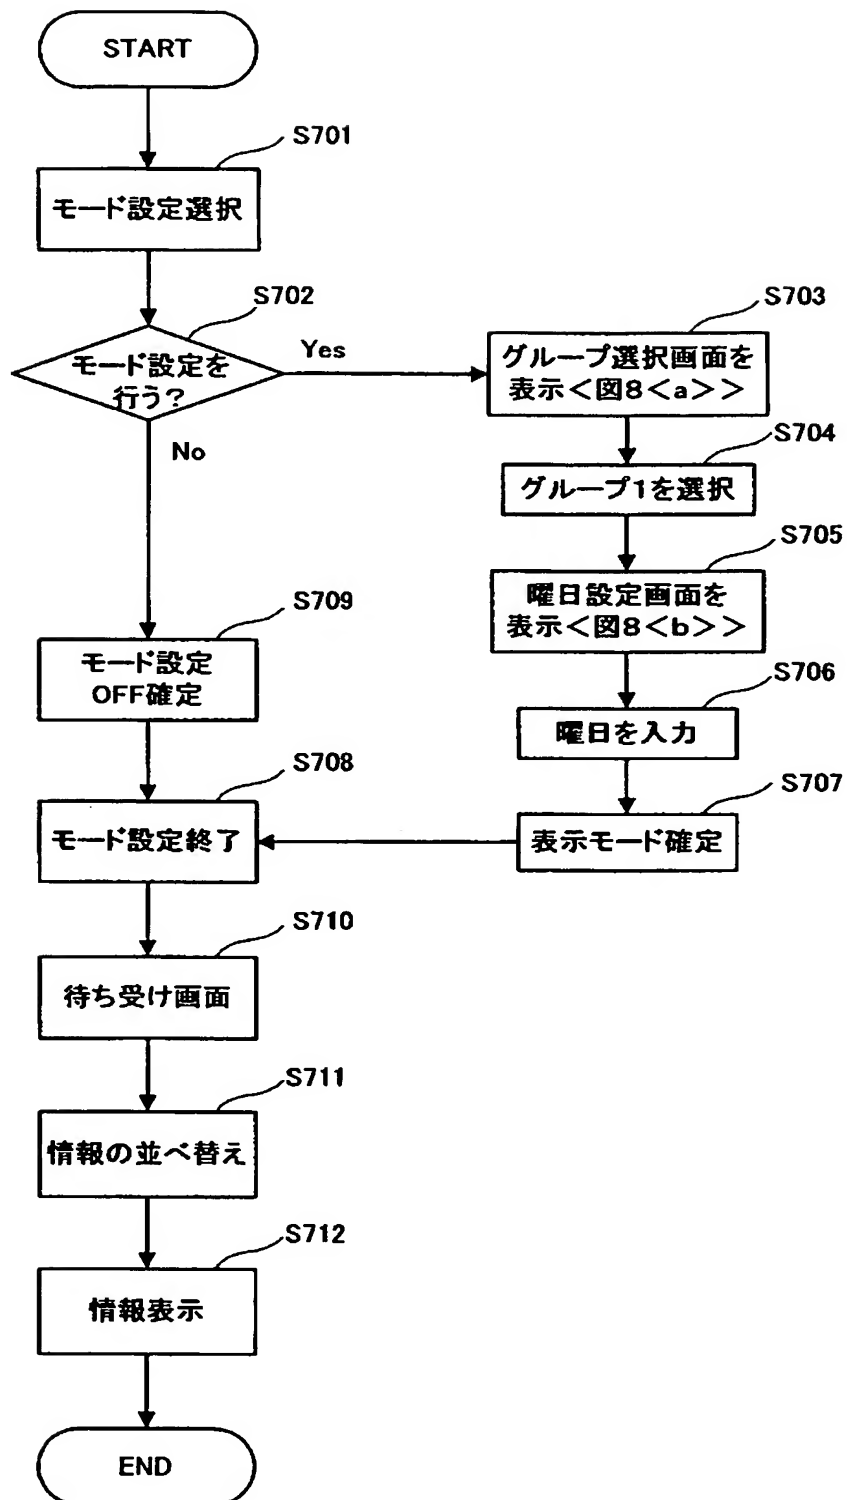 START
S701
モード設定選択
S702
モード設定を
行う?
Yes
No
S703
グループ選択画面を
表示<図8<a>>
S704
グループ1を選択
S705
曜日設定画面を
表示<図8<b>>
S706
曜日を入力
S707
表示モード確定
S709
モード設定
OFF確定
S708
モード設定終了
S710
待ち受け画面
S711
情報の並べ替え
S712
情報表示
END